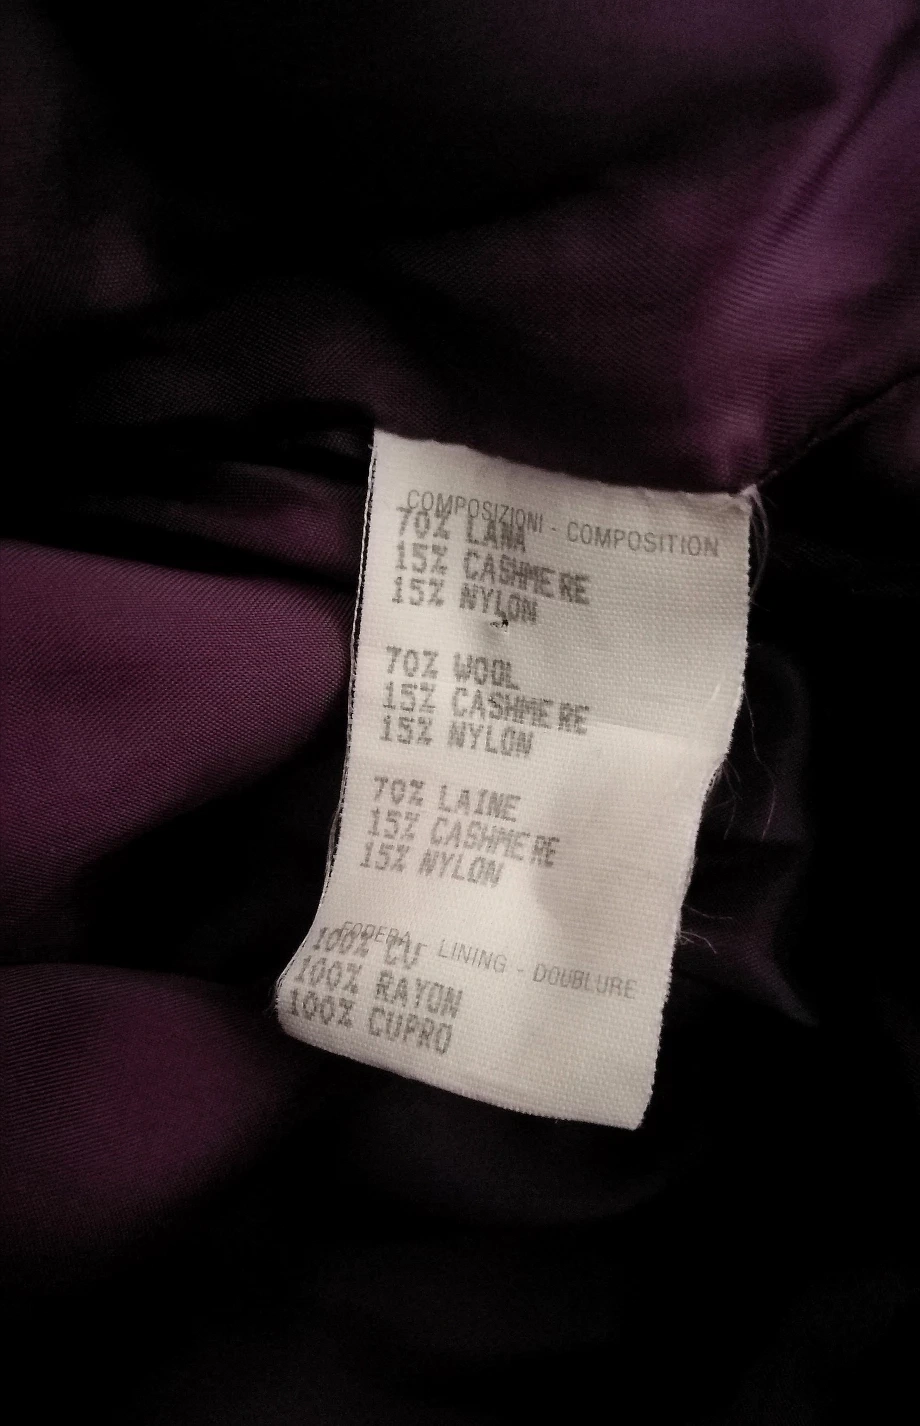 COMPOSIZIONI - COMPOSITION
70% LANA
15% CASHMERE
15% NYLON
70% WOOL
15% CASHMERE
15% NYLON
70% LAINE
15% CASHMERE
15% NYLON
FODERA - LINING - DOUBLURE
100% CU
100% RAYON
100% CUPRO